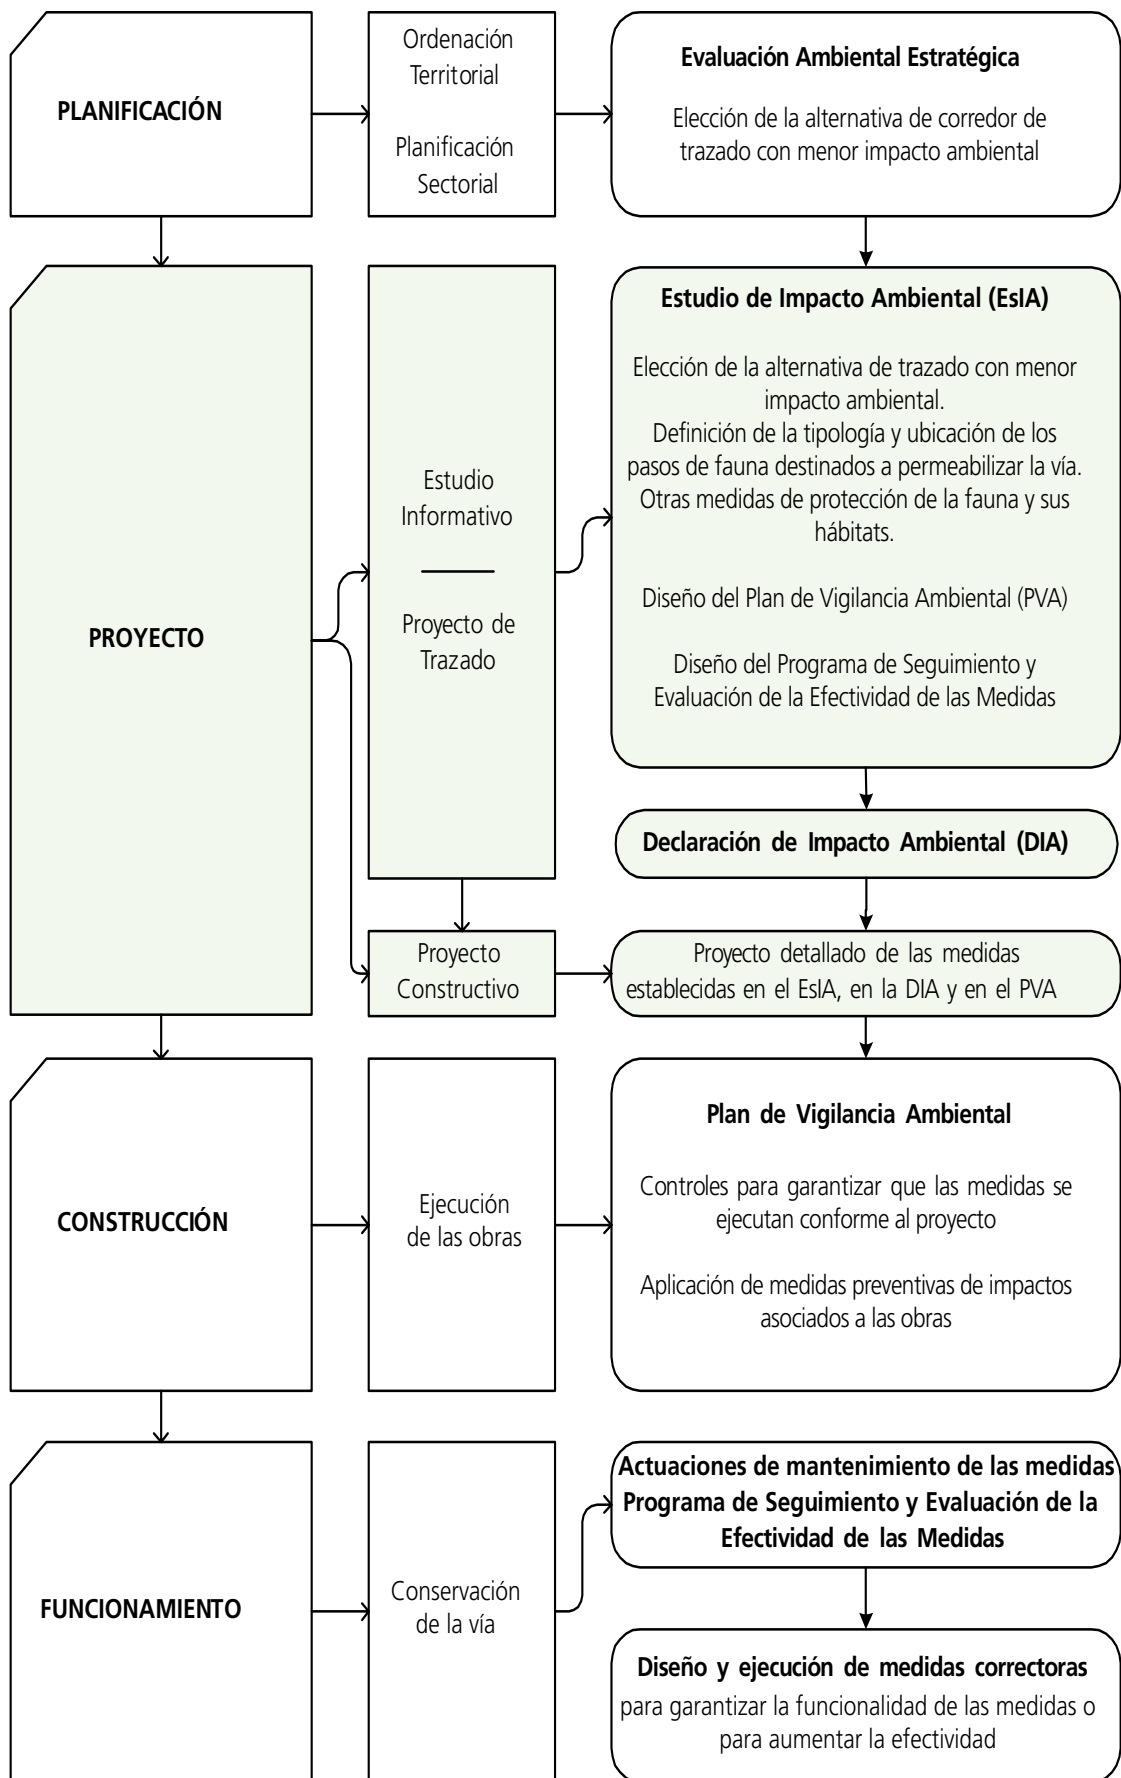 PLANIFICACIÓN
Ordenación
Territorial
Planificación
Sectorial
Evaluación Ambiental Estratégica
Elección de la alternativa de corredor de
trazado con menor impacto ambiental
PROYECTO
Estudio
Informativo
Proyecto de
Trazado
Estudio de Impacto Ambiental (EsIA)
Elección de la alternativa de trazado con menor
impacto ambiental.
Definición de la tipología y ubicación de los
pasos de fauna destinados a permeabilizar la vía.
Otras medidas de protección de la fauna y sus
hábitats.
Diseño del Plan de Vigilancia Ambiental (PVA)
Diseño del Programa de Seguimiento y
Evaluación de la Efectividad de las Medidas
Declaración de Impacto Ambiental (DIA)
Proyecto
Constructivo
Proyecto detallado de las medidas
establecidas en el EsIA, en la DIA y en el PVA
CONSTRUCCIÓN
Ejecución
de las obras
Plan de Vigilancia Ambiental
Controles para garantizar que las medidas se
ejecutan conforme al proyecto
Aplicación de medidas preventivas de impactos
asociados a las obras
FUNCIONAMIENTO
Conservación
de la vía
Actuaciones de mantenimiento de las medidas
Programa de Seguimiento y Evaluación de la
Efectividad de las Medidas
Diseño y ejecución de medidas correctoras
para garantizar la funcionalidad de las medidas o
para aumentar la efectividad